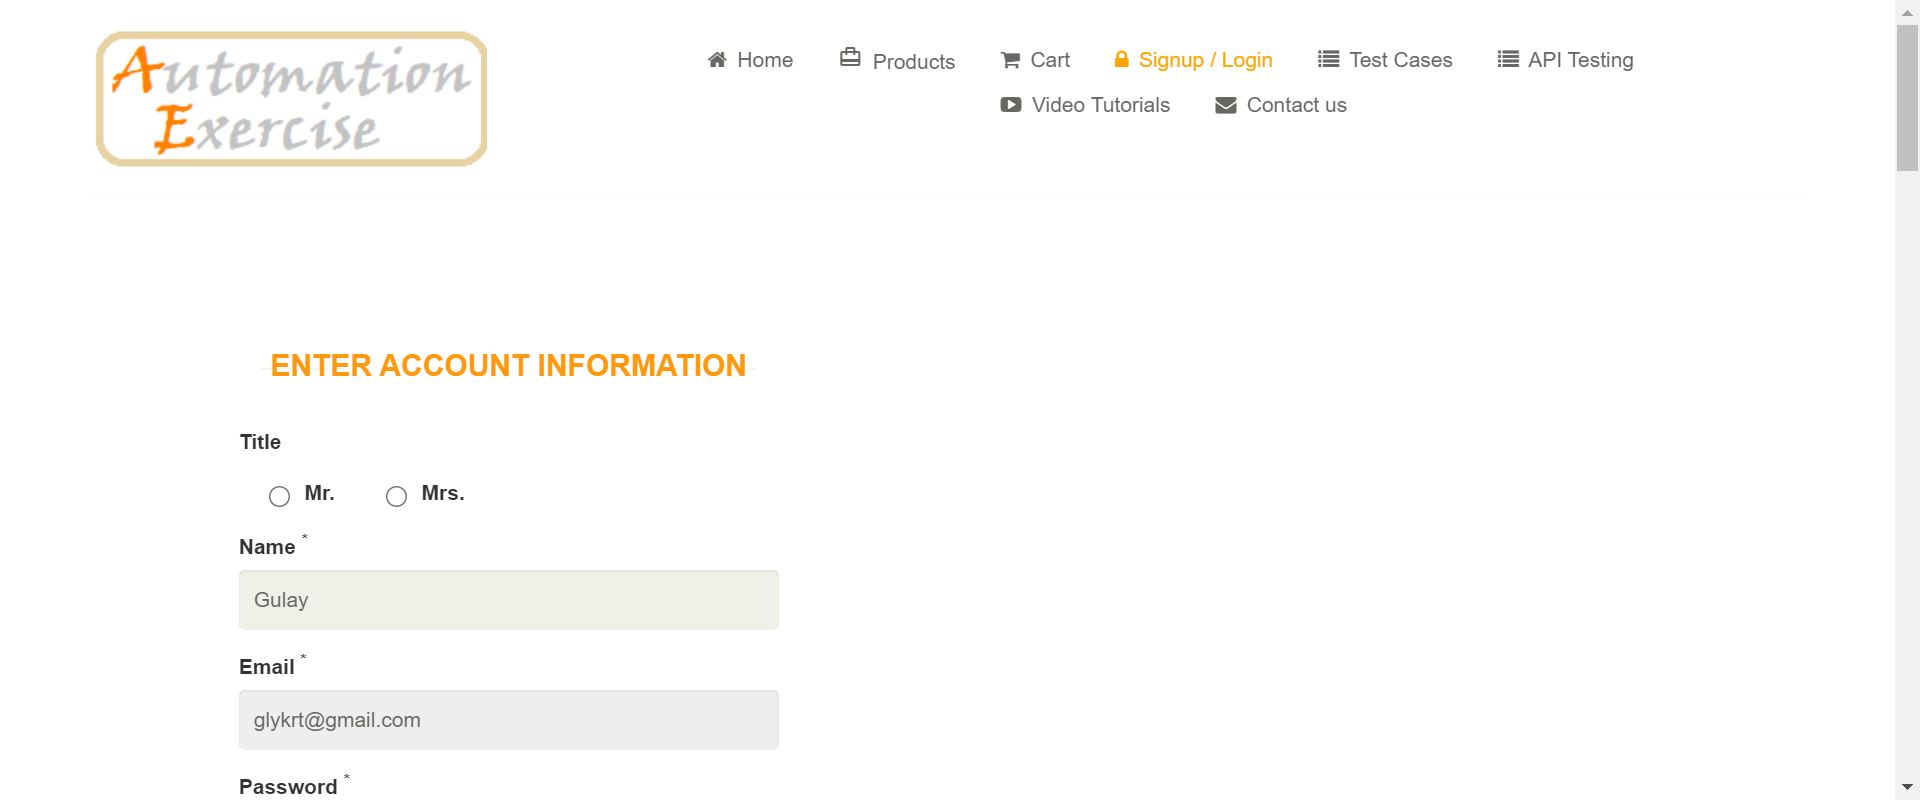 Automation
Exercise
Home Products Cart Signup / Login Test Cases API Testing
Video Tutorials Contact us
ENTER ACCOUNT INFORMATION
Title
Mr. Mrs.
Name *
Gulay
Email *
glykrt@gmail.com
Password *